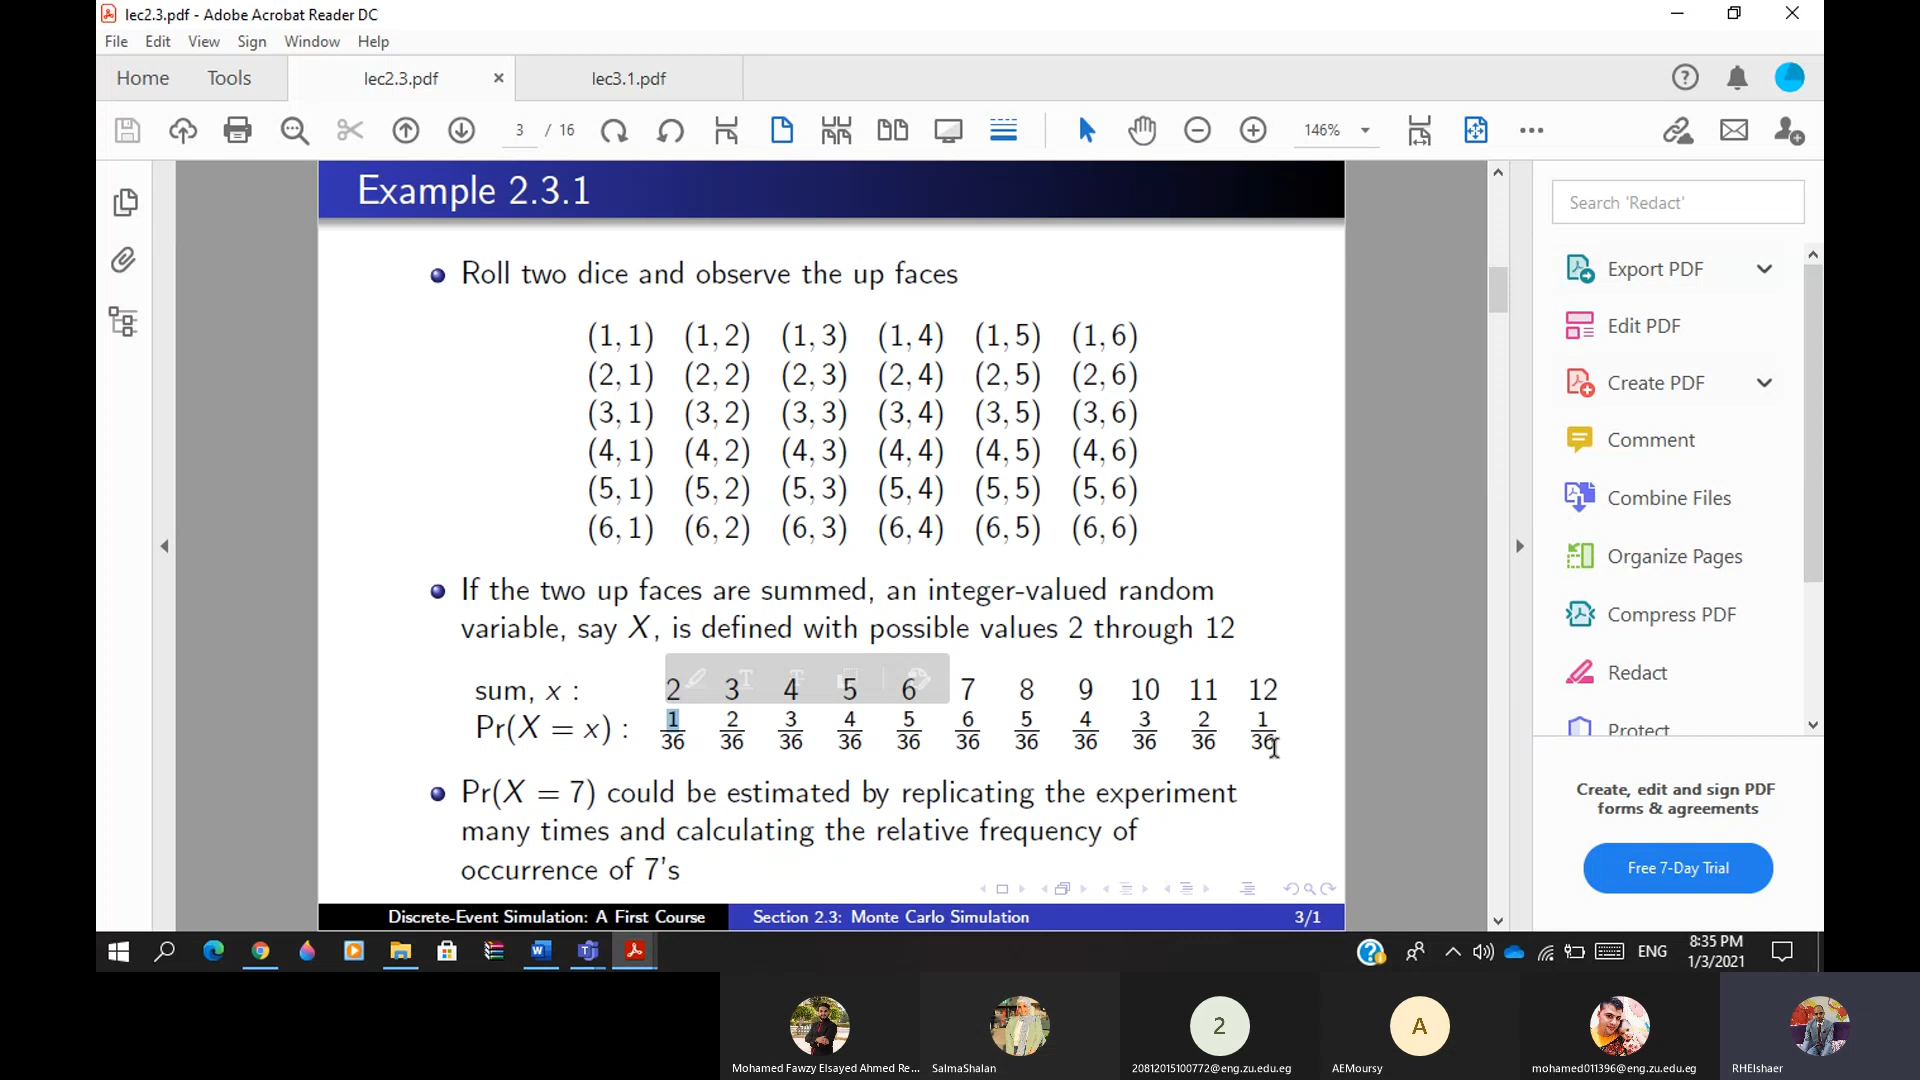 lec2.3.pdf - Adobe Acrobat Reader DC
File Edit View Sign Window Help
Home Tools lec2.3.pdf × lec3.1.pdf
3 / 16 146%
Example 2.3.1
Search 'Redact'
Roll two dice and observe the up faces
(1, 1) (1, 2) (1, 3) (1, 4) (1, 5) (1, 6)
(2, 1) (2, 2) (2, 3) (2, 4) (2, 5) (2, 6)
(3, 1) (3, 2) (3, 3) (3, 4) (3, 5) (3, 6)
(4, 1) (4, 2) (4, 3) (4, 4) (4, 5) (4, 6)
(5, 1) (5, 2) (5, 3) (5, 4) (5, 5) (5, 6)
(6, 1) (6, 2) (6, 3) (6, 4) (6, 5) (6, 6)
If the two up faces are summed, an integer-valued random
variable, say X, is defined with possible values 2 through 12
sum, x : 2 3 4 5 6 7 8 9 10 11 12
Pr(X = x) : 1/36 2/36 3/36 4/36 5/36 6/36 5/36 4/36 3/36 2/36 1/36
Pr(X = 7) could be estimated by replicating the experiment
many times and calculating the relative frequency of
occurrence of 7's
Discrete-Event Simulation: A First Course Section 2.3: Monte Carlo Simulation 3/1
Export PDF
Edit PDF
Create PDF
Comment
Combine Files
Organize Pages
Compress PDF
Redact
Protect
Create, edit and sign PDF
forms & agreements
Free 7-Day Trial
ENG 8:35 PM
1/3/2021
2 A
Mohamed Fawzy Elsayed Ahmed Re... SalmaShalan 20812015100772@eng.zu.edu.eg AEMoursy mohamed011396@eng.zu.edu.eg RHElshaer